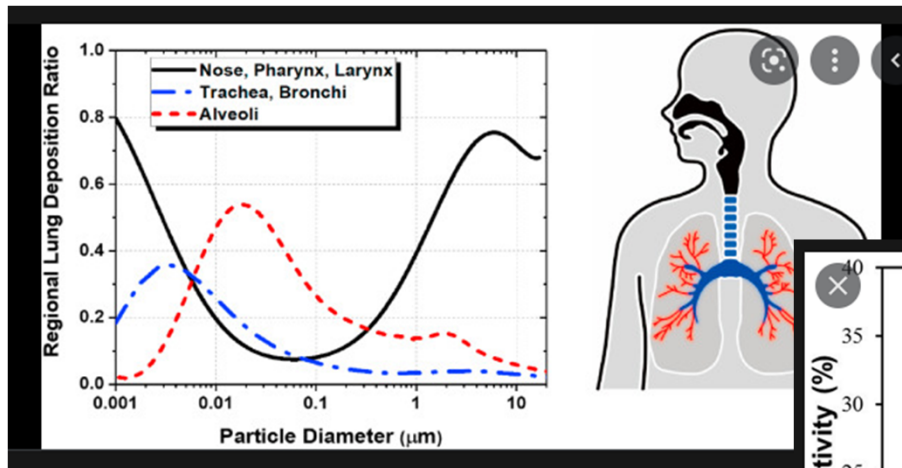 Regional Lung Deposition Ratio
1.0
0.8
0.6
0.4
0.2
0.0
Nose, Pharynx, Larynx
Trachea, Bronchi
Alveoli
0.001
0.01
0.1
1
10
Particle Diameter (μm)
40
35
30
tivity (%)